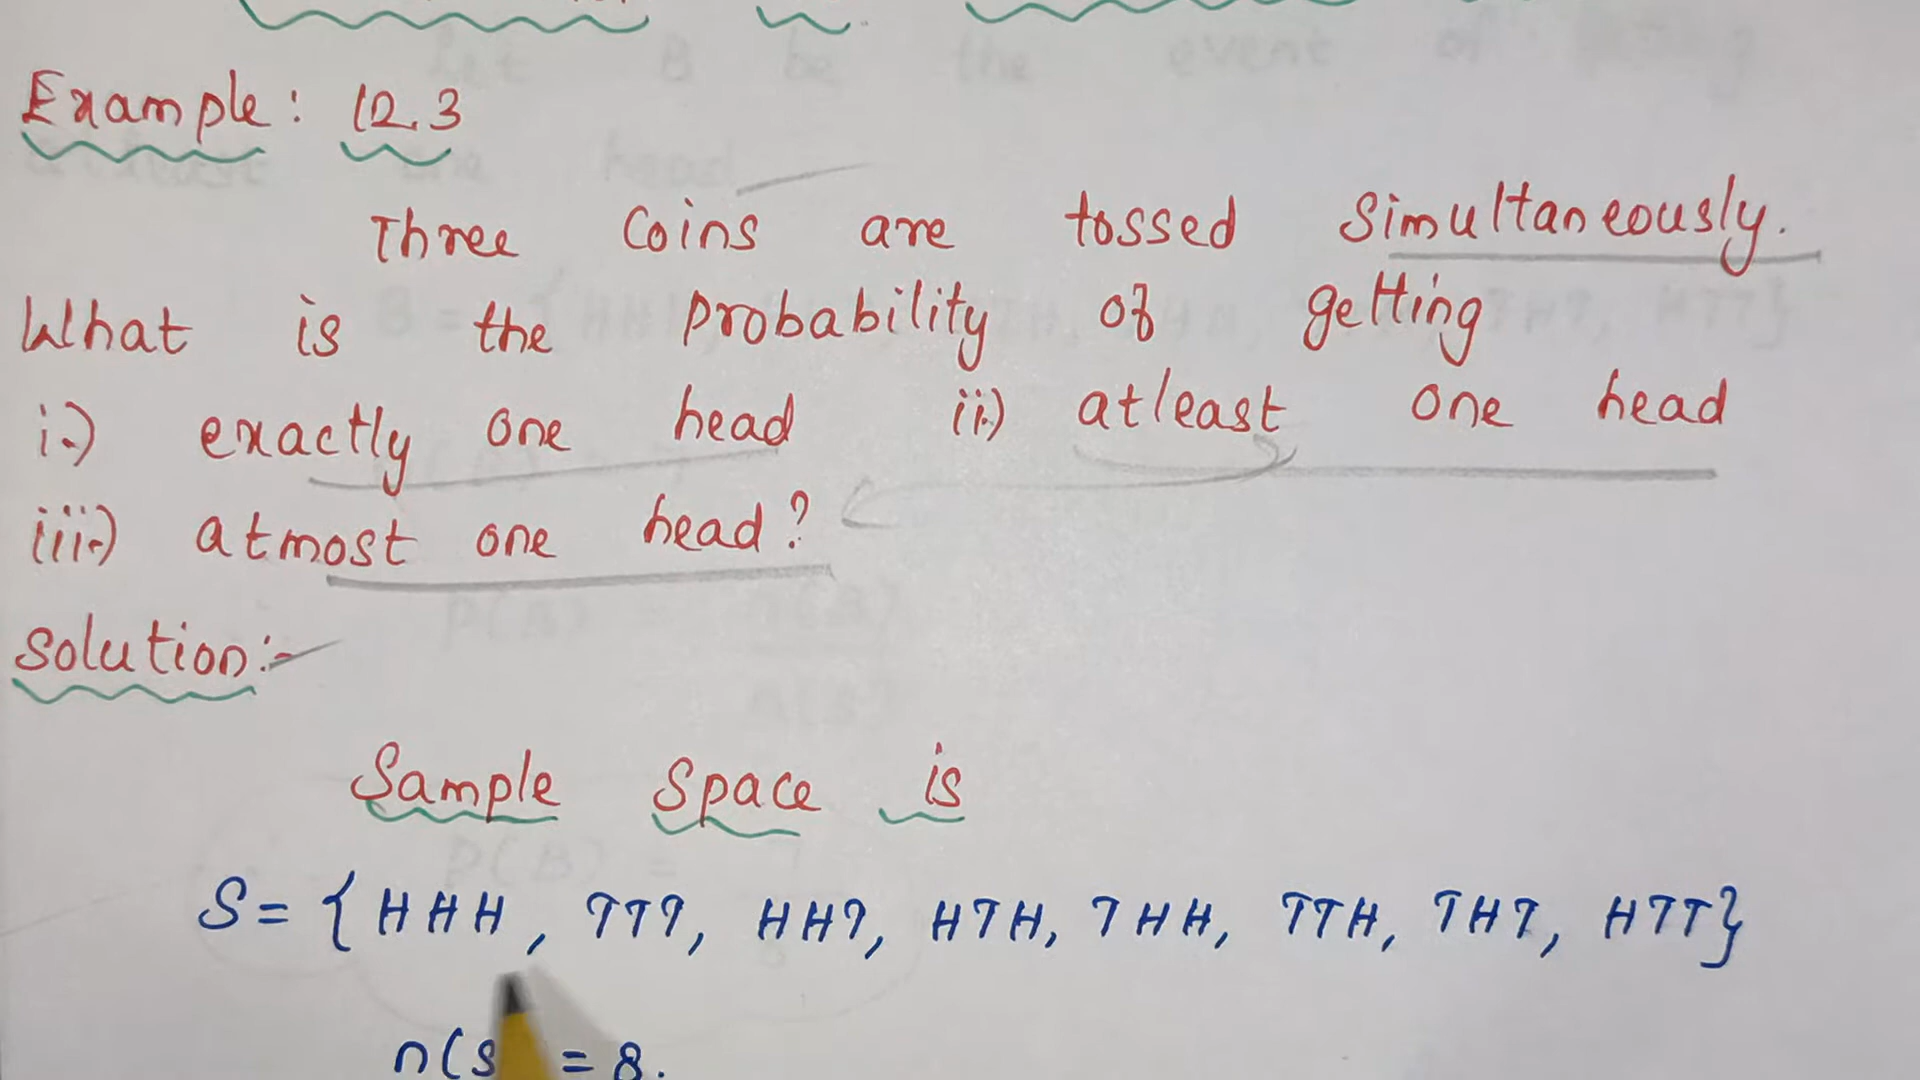 Example: 12.3
Three coins are tossed simultaneously.
What is the probability of getting
i.) exactly one head ii.) atleast one head
iii.) atmost one head?
Solution:-
Sample Space is
S = { HHH, TTT, HHT, HTH, THH, TTH, THT, HTT}
n(s = 8.